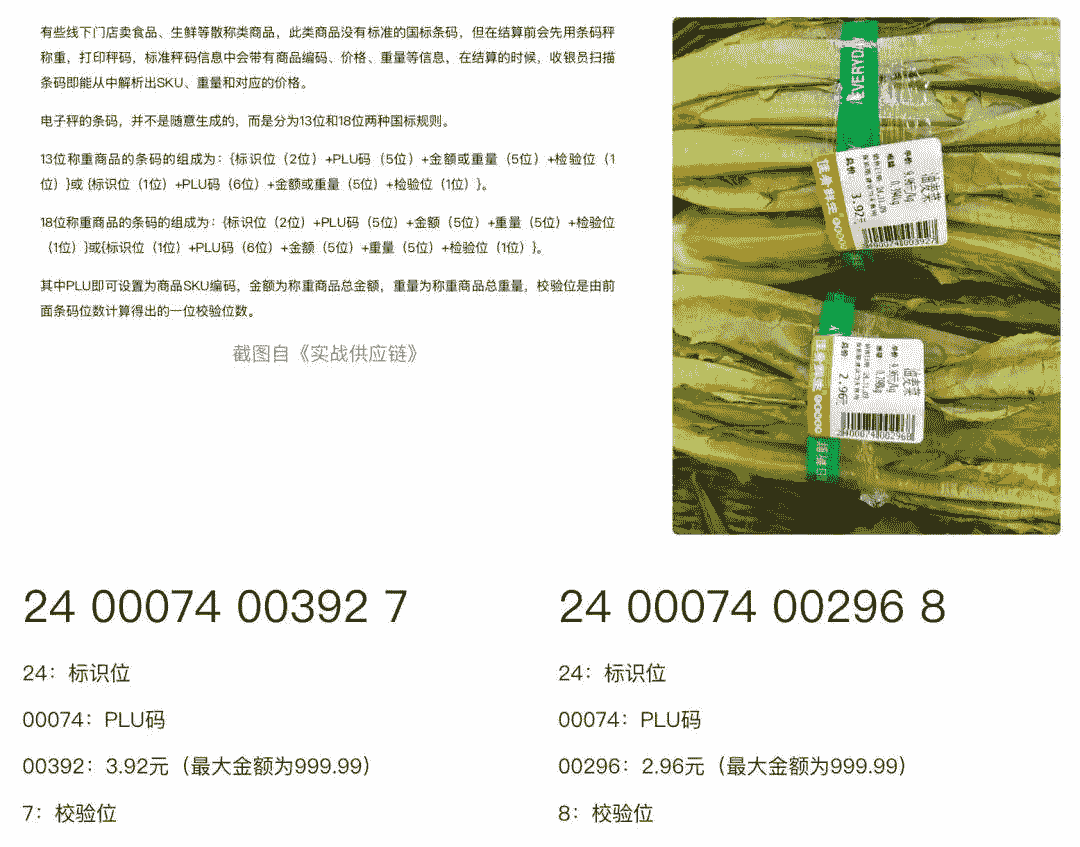 有些线下门店卖食品、生鲜等散称类商品，此类商品没有标准的国标条码，但在结算前会先用条码秤
称重，打印秤码，标准秤码信息中会带有商品编码、价格、重量等信息，在结算的时候，收银员扫描
条码即能从中解析出SKU、重量和对应的价格。
电子秤的条码，并不是随意生成的，而是分为13位和18位两种国标规则。
13位称重商品的条码的组成为：{标识位（2位）+PLU码（5位）+金额或重量（5位）+检验位（1
位）}或 {标识位（1位）+PLU码（6位）+金额或重量（5位）+检验位（1位）}。
18位称重商品的条码的组成为：{标识位（2位）+PLU码（5位）+金额（5位）+重量（5位）+检验位
（1位）}或{标识位（1位）+PLU码（6位）+金额（5位）+重量（5位）+检验位（1位）}。
其中PLU即可设置为商品SKU编码，金额为称重商品总金额，重量为称重商品总重量，校验位是由前
面条码位数计算得出的一位校验位数。
截图自《实战供应链》
EVERYDAY
3.92元
2400074003927
2.96元
2400074002968
24 00074 00392 7
24：标识位
00074：PLU码
00392：3.92元（最大金额为999.99）
7：校验位
24 00074 00296 8
24：标识位
00074：PLU码
00296：2.96元（最大金额为999.99）
8：校验位